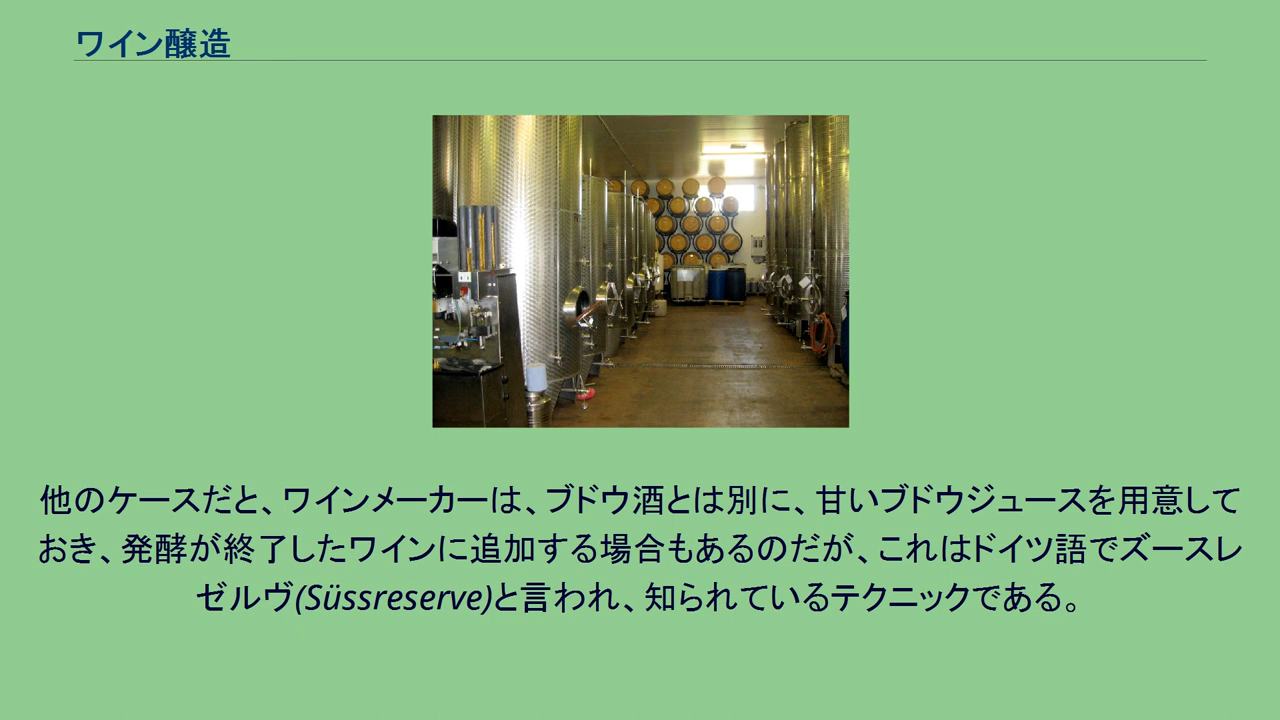 ワイン醸造
他のケースだと、ワインメーカーは、ブドウ酒とは別に、甘いブドウジュースを用意して
おき、発酵が終了したワインに追加する場合もあるのだが、これはドイツ語でズースレ
ゼルヴ(Süssreserve)と言われ、知られているテクニックである。